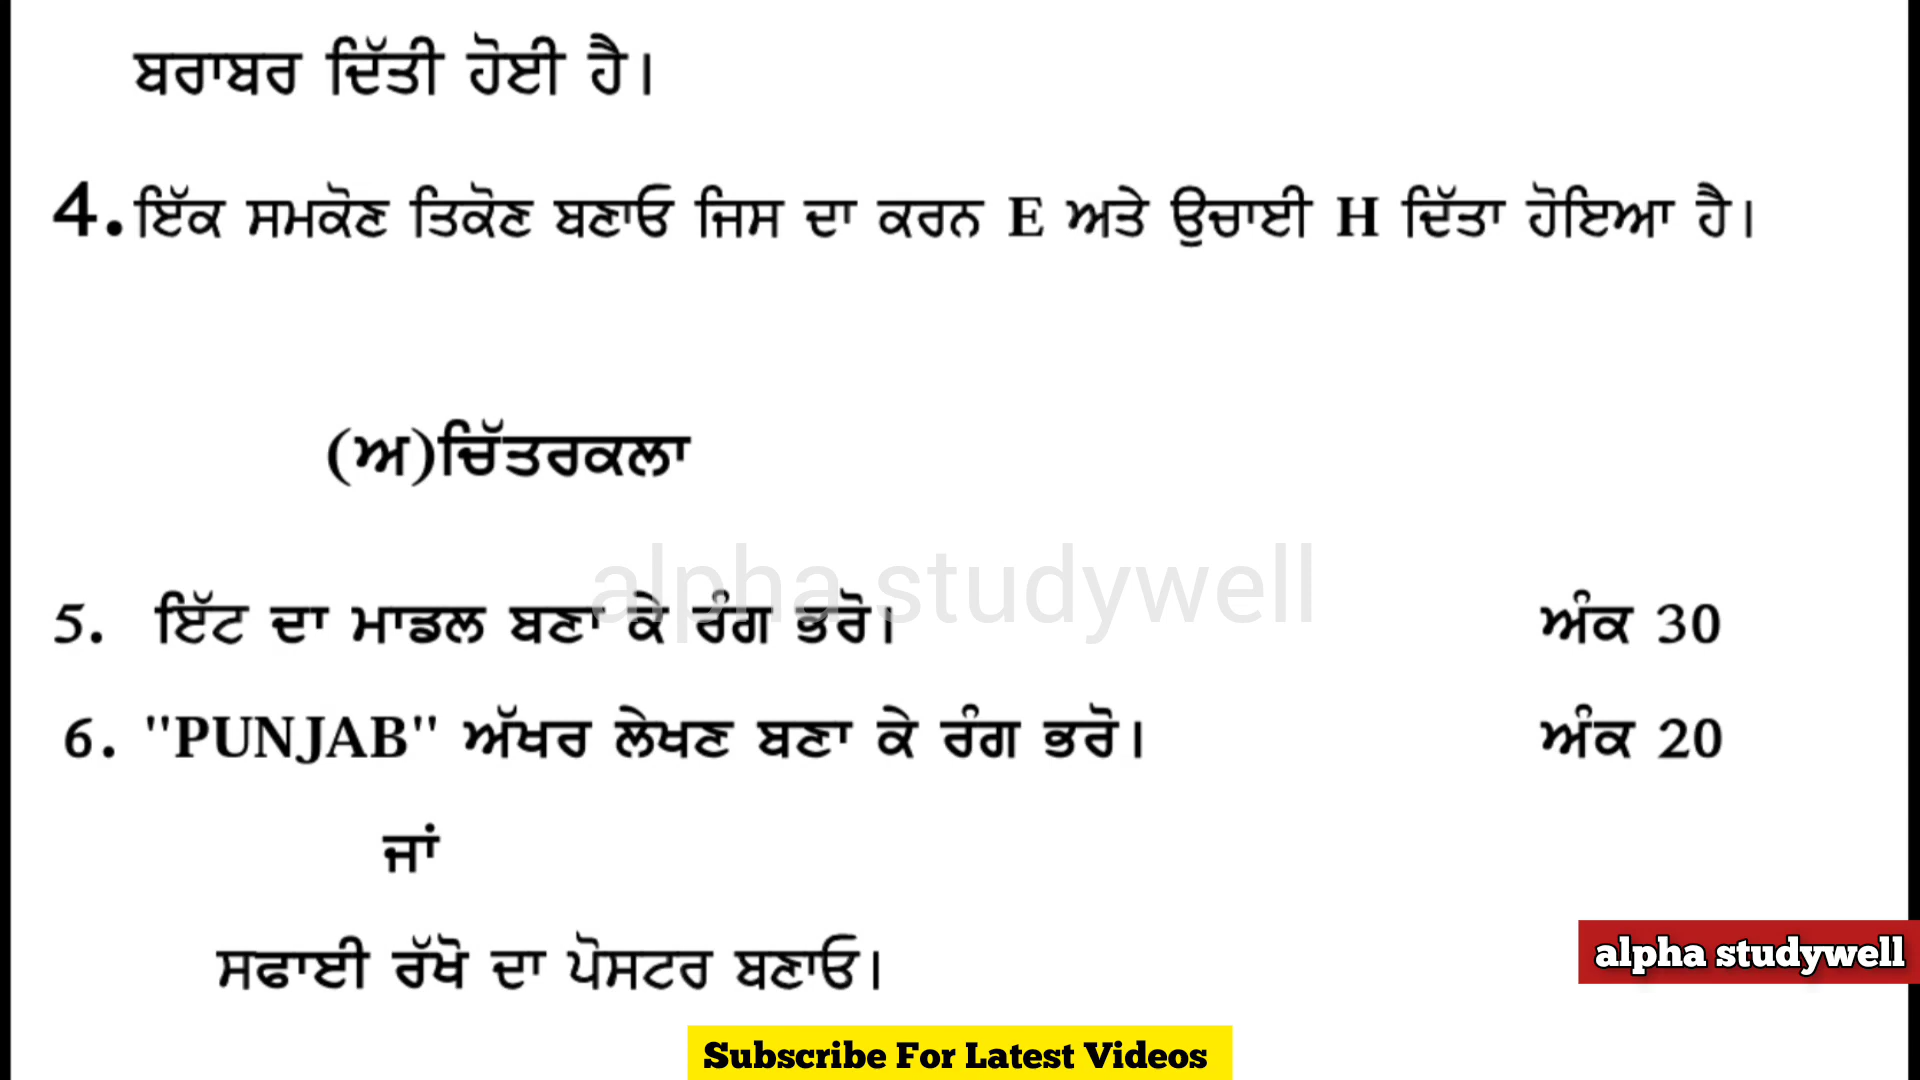 ਬਰਾਬਰ ਦਿੱਤੀ ਹੋਈ ਹੈ।
4. ਇੱਕ ਸਮਕੋਣ ਤਿਕੋਣ ਬਣਾਓ ਜਿਸ ਦਾ ਕਰਨ E ਅਤੇ ਉਚਾਈ H ਦਿੱਤਾ ਹੋਇਆ ਹੈ।
(ਅ)ਚਿੱਤਰਕਲਾ
alpha studywell
5. ਇੱਟ ਦਾ ਮਾਡਲ ਬਣਾ ਕੇ ਰੰਗ ਭਰੋ। ਅੰਕ 30
6. "PUNJAB" ਅੱਖਰ ਲੇਖਣ ਬਣਾ ਕੇ ਰੰਗ ਭਰੋ। ਅੰਕ 20
ਜਾਂ
ਸਫਾਈ ਰੱਖੋ ਦਾ ਪੋਸਟਰ ਬਣਾਓ।
alpha studywell
Subscribe For Latest Videos